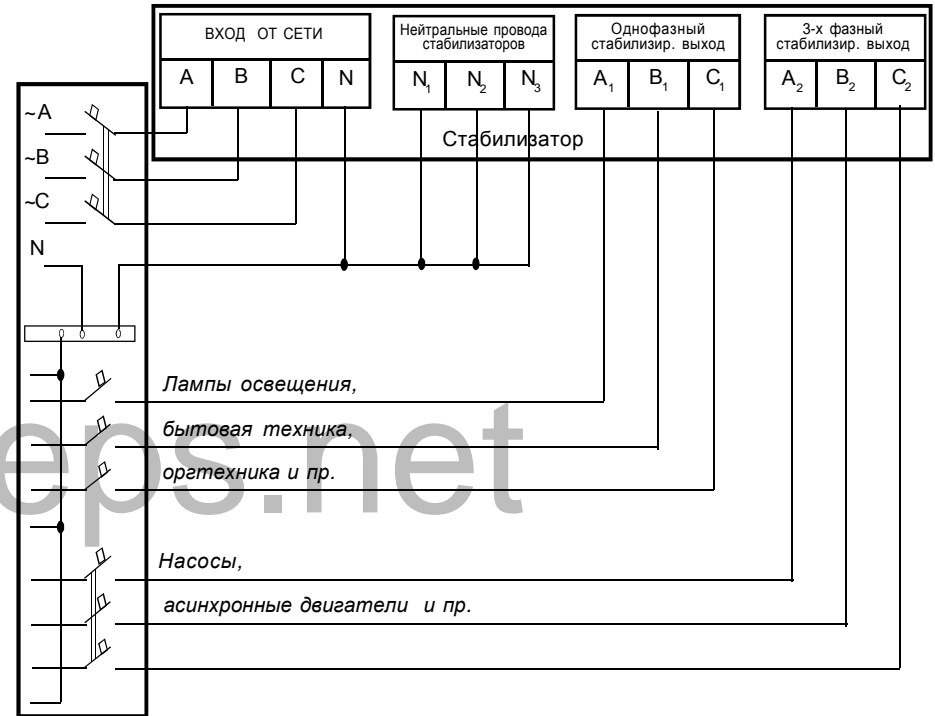 ВХОД ОТ СЕТИ
Нейтральные провода
стабилизаторов
Однофазный
стабилизир. выход
3-х фазный
стабилизир. выход
A B C N
N1 N2 N3
A1 B1 C1
A2 B2 C2
Стабилизатор
~A
~B
~C
N
Лампы освещения,
бытовая техника,
оргтехника и пр.
eps.net
Насосы,
асинхронные двигатели и пр.